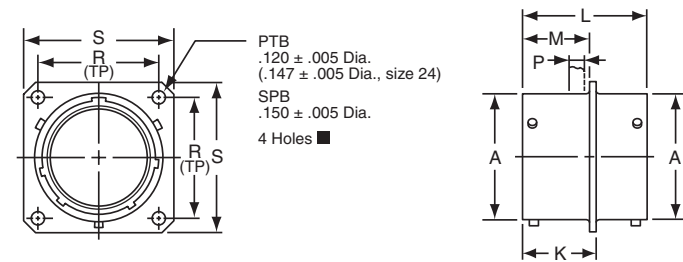 S
R
(TP)
PTB
.120 ± .005 Dia.
(.147 ± .005 Dia., size 24)
SPB
.150 ± .005 Dia.
4 Holes ■
R
(TP)
S
L
M
P
A
A
K